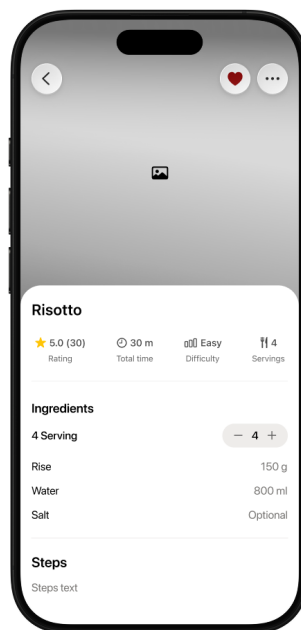 Risotto
5.0 (30) 30 m Easy 4
Rating Total time Difficulty Servings
Ingredients
4 Serving 4
Rise 150 g
Water 800 ml
Salt Optional
Steps
Steps text